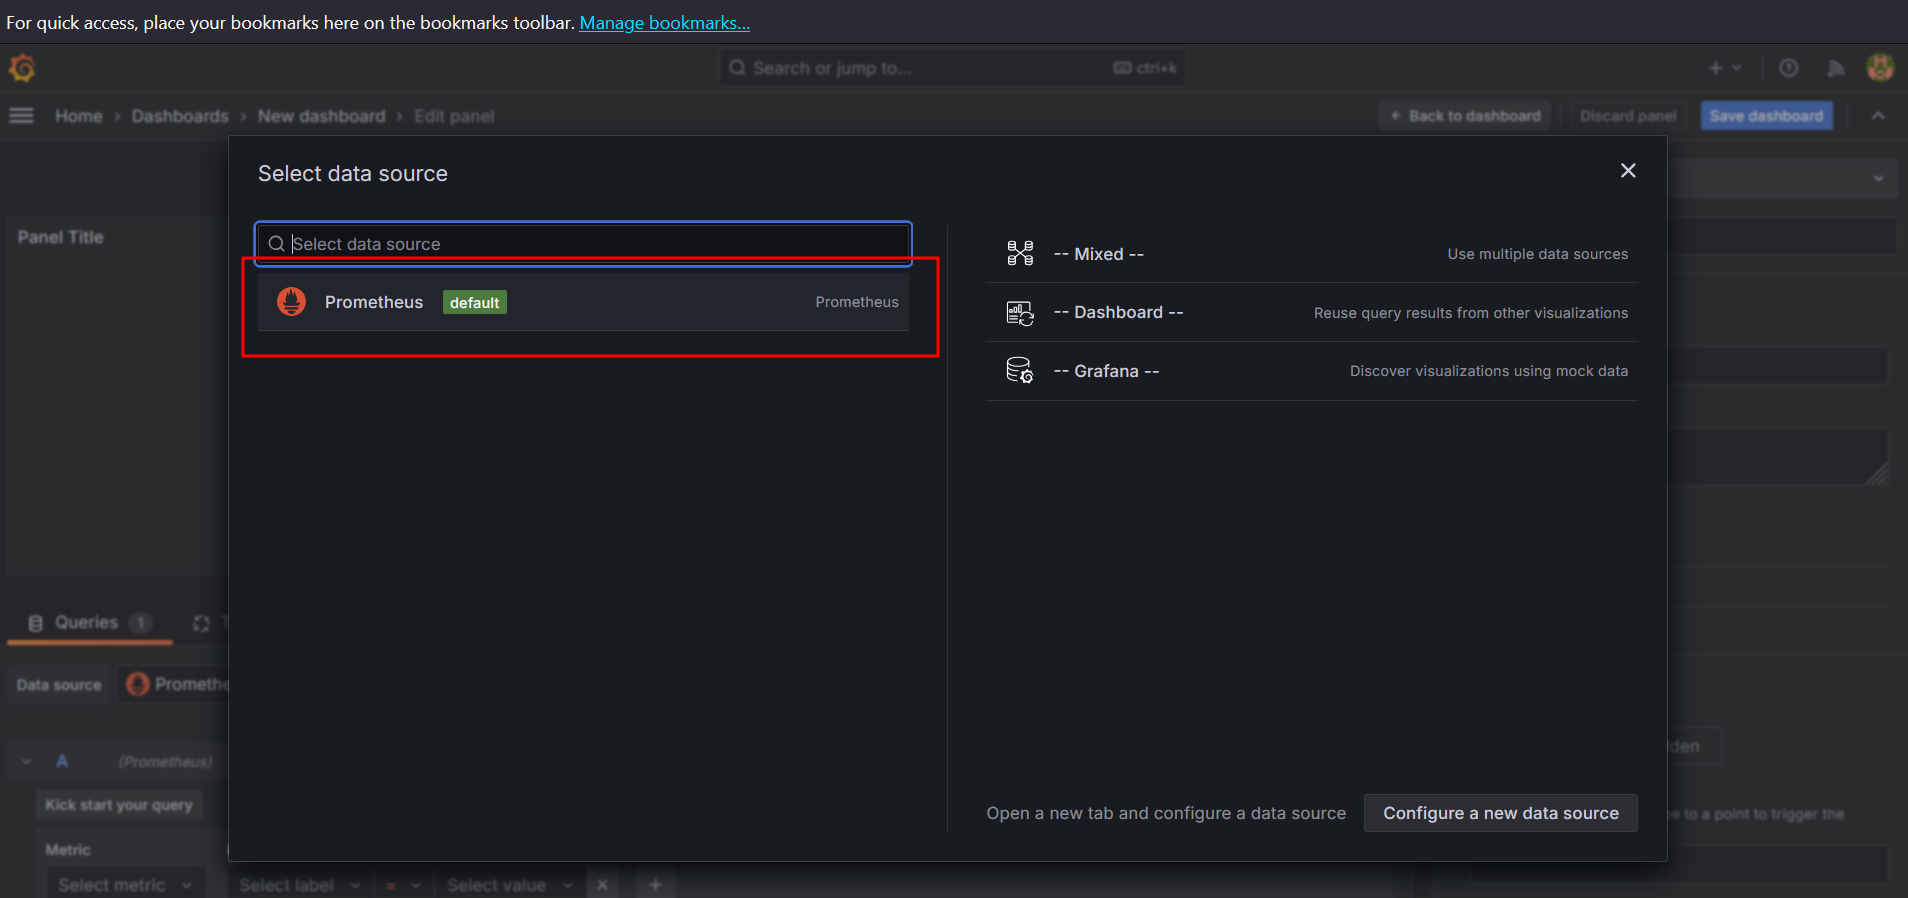 For quick access, place your bookmarks here on the bookmarks toolbar. Manage bookmarks...
Search or jump to... ctrl+k
Home › Dashboards › New dashboard › Edit panel
Back to dashboard
Discard panel
Save dashboard
Select data source
Panel Title
Select data source
Prometheus default Prometheus
-- Mixed -- Use multiple data sources
-- Dashboard -- Reuse query results from other visualizations
-- Grafana -- Discover visualizations using mock data
Queries 1
Data source Promethe
A (Prometheus)
Kick start your query
Open a new tab and configure a data source Configure a new data source
to a point to trigger the
Metric
Select metric Select label = Select value